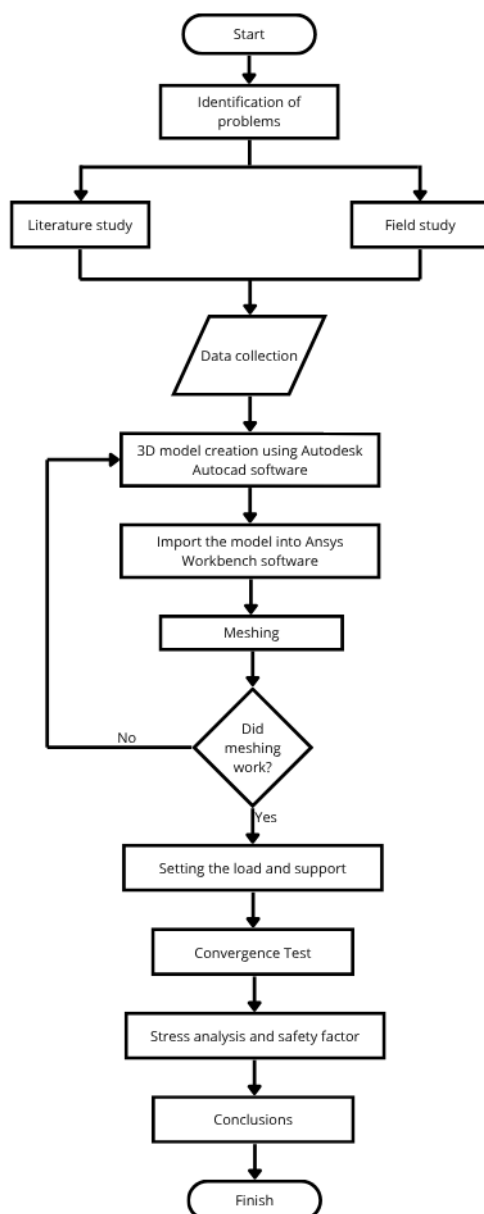 Start
Identification of
problems
Literature study
Field study
Data collection
3D model creation using Autodesk
Autocad software
Import the model into Ansys
Workbench software
Meshing
Did
meshing
work?
No
Yes
Setting the load and support
Convergence Test
Stress analysis and safety factor
Conclusions
Finish